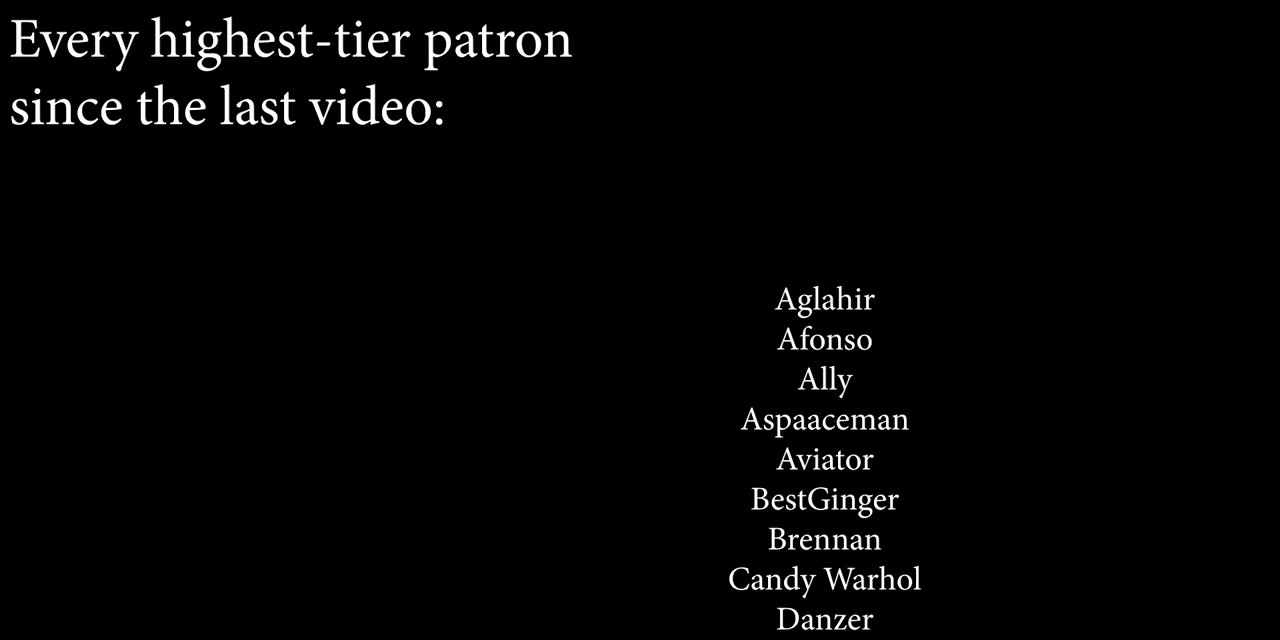 Every highest-tier patron
since the last video:
Aglahir
Afonso
Ally
Aspaaceman
Aviator
BestGinger
Brennan
Candy Warhol
Danzer